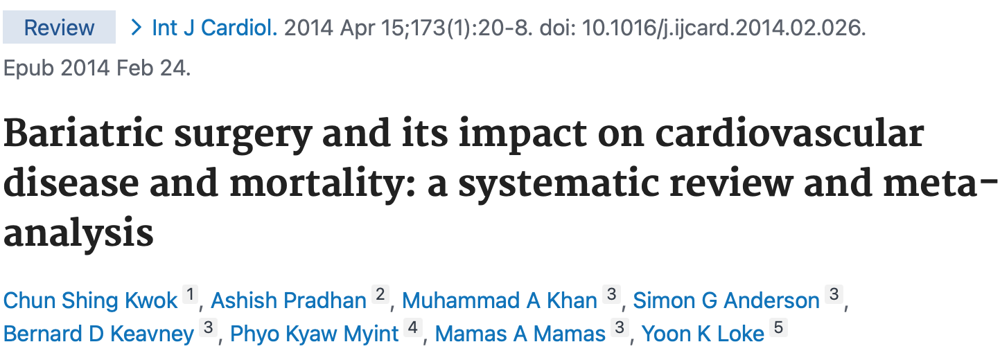 Review > Int J Cardiol. 2014 Apr 15;173(1):20-8. doi: 10.1016/j.ijcard.2014.02.026.
Epub 2014 Feb 24.
Bariatric surgery and its impact on cardiovascular
disease and mortality: a systematic review and meta-
analysis
Chun Shing Kwok 1, Ashish Pradhan 2, Muhammad A Khan 3, Simon G Anderson 3,
Bernard D Keavney 3, Phyo Kyaw Myint 4, Mamas A Mamas 3, Yoon K Loke 5